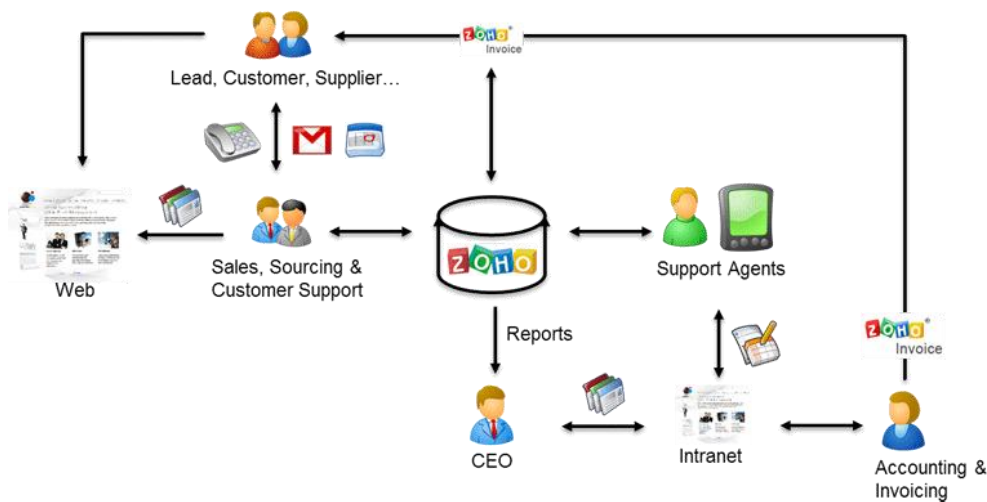 ZOHO®
Invoice
Lead, Customer, Supplier...
Web
Sales, Sourcing &
Customer Support
ZOHO
Support Agents
Reports
ZOHO®
Invoice
CEO
Intranet
Accounting &
Invoicing